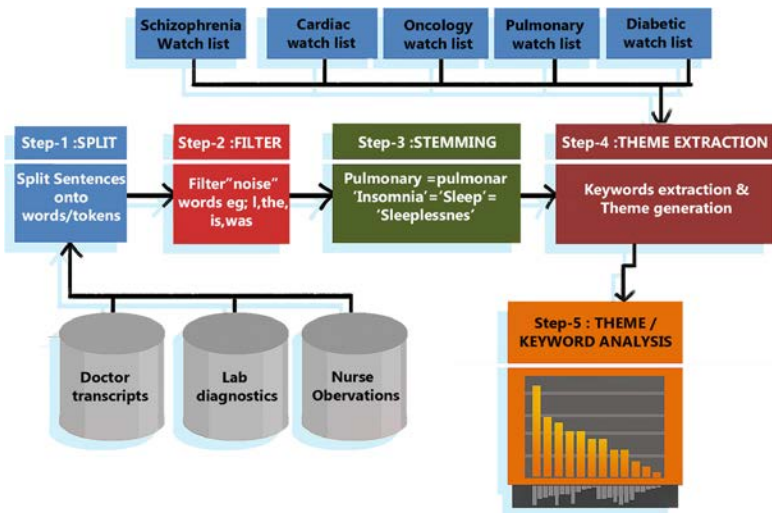 Schizophrenia
Watch list
Cardiac
watch list
Oncology
watch list
Pulmonary
watch list
Diabetic
watch list
Step-1 :SPLIT
Split Sentences
onto
words/tokens
Step-2 :FILTER
Filter"noise"
words eg; I,the,
is,was
Step-3 :STEMMING
Pulmonary =pulmonar
'Insomnia'='Sleep'=
'Sleeplessnes'
Step-4 :THEME EXTRACTION
Keywords extraction &
Theme generation
Doctor
transcripts
Lab
diagnostics
Nurse
Obervations
Step-5 : THEME /
KEYWORD ANALYSIS